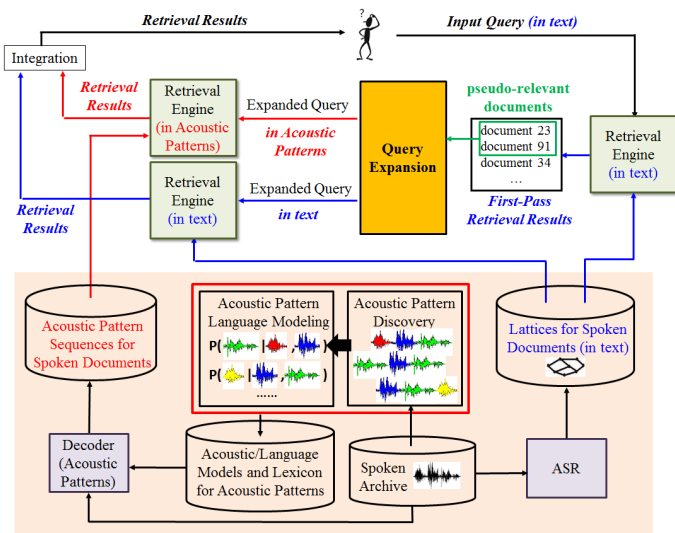 Retrieval Results
?
Input Query (in text)
Integration
Retrieval
Results
Retrieval
Engine
(in Acoustic
Patterns)
Expanded Query
in Acoustic
Patterns
Query
Expansion
pseudo-relevant
documents
document 23
document 91
document 34
...
First-Pass
Retrieval Results
Retrieval
Engine
(in text)
Retrieval
Results
Retrieval
Engine
(in text)
Expanded Query
in text
Acoustic Pattern
Sequences for
Spoken Documents
Acoustic Pattern
Language Modeling
P( | , )
P( | , )
......
Acoustic Pattern
Discovery
Lattices for Spoken
Documents (in text)
Decoder
(Acoustic
Patterns)
Acoustic/Language
Models and Lexicon
for Acoustic Patterns
Spoken
Archive
ASR